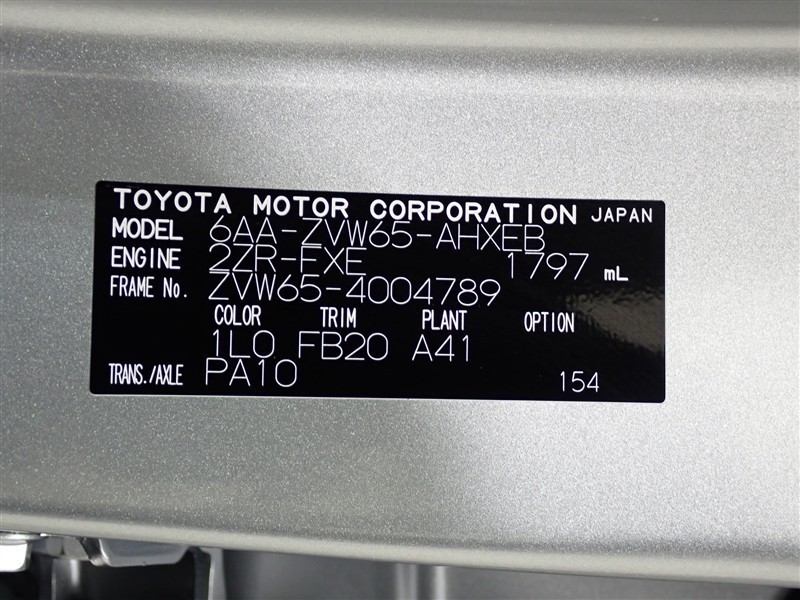 TOYOTA MOTOR CORPORATION JAPAN
MODEL 6AA-ZVW65-AHXEB
ENGINE 2ZR-FXE 1797 mL
FRAME No. ZVW65-4004789
COLOR TRIM PLANT OPTION
1L0 FB20 A41
TRANS./AXLE PA10 154